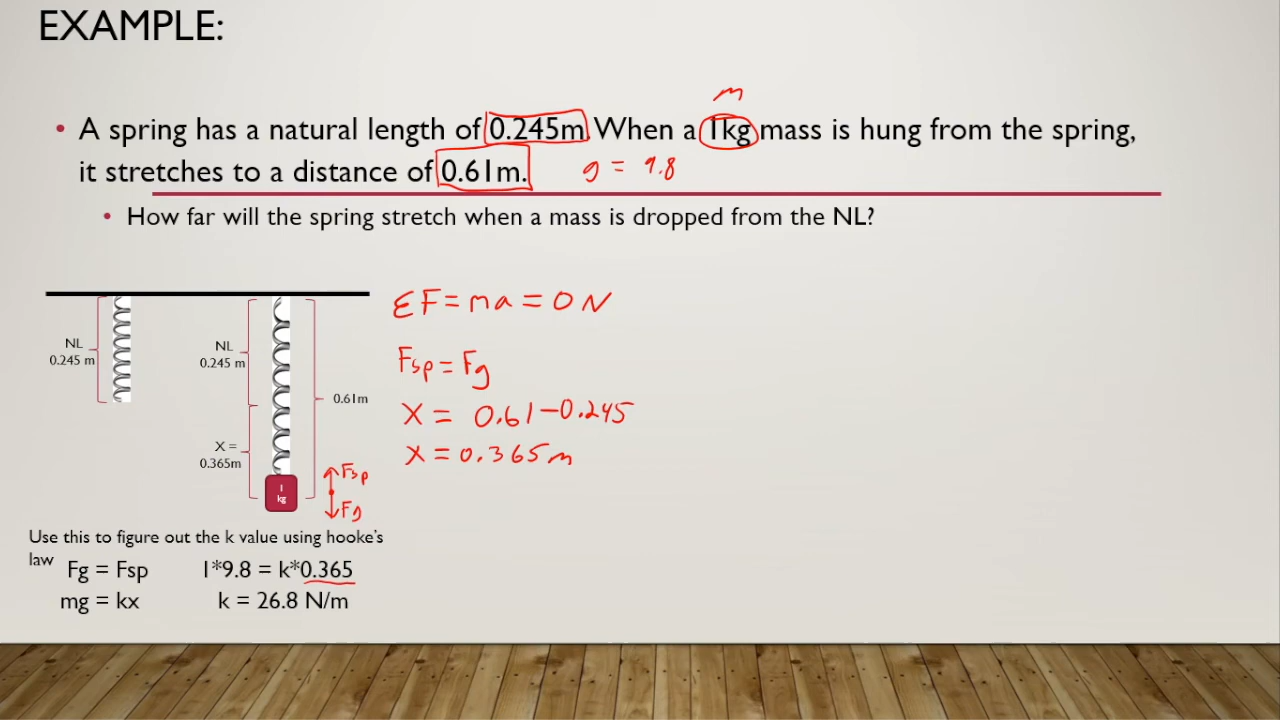 EXAMPLE:
m
• A spring has a natural length of 0.245m. When a 1kg mass is hung from the spring,
it stretches to a distance of 0.61m.
g = 9.8
• How far will the spring stretch when a mass is dropped from the NL?
ΣF = ma = 0 N
NL
0.245 m
NL
0.245 m
0.61m
X =
0.365m
1
kg
Fsp
Fg
Fsp = Fg
X = 0.61 - 0.245
X = 0.365m
Use this to figure out the k value using hooke's
law
Fg = Fsp
1*9.8 = k*0.365
mg = kx
k = 26.8 N/m